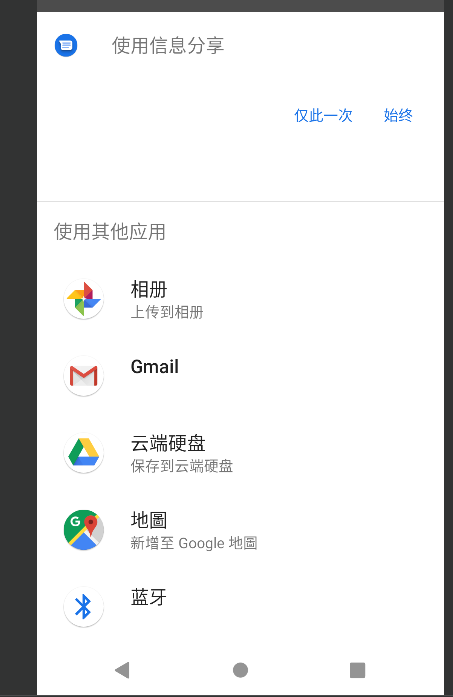 使用信息分享
仅此一次 始终
使用其他应用
相册
上传到相册
Gmail
云端硬盘
保存到云端硬盘
地圖
新增至 Google 地圖
蓝牙